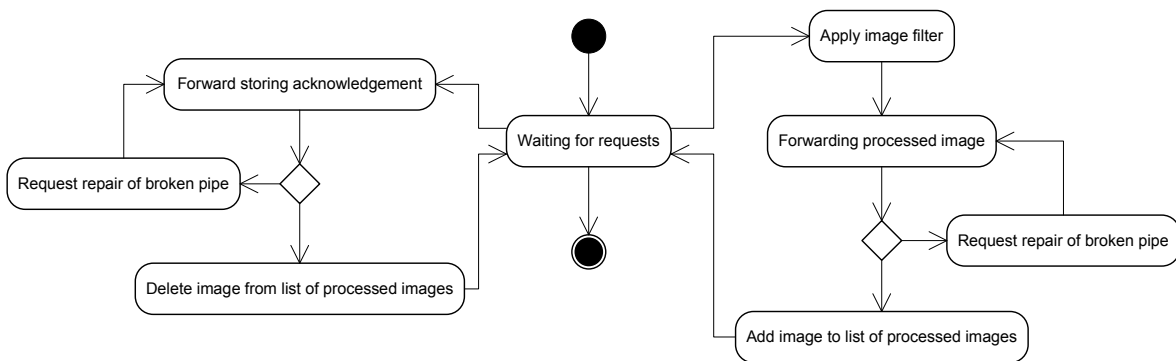 Apply image filter
Forward storing acknowledgement
Waiting for requests
Forwarding processed image
Request repair of broken pipe
Request repair of broken pipe
Delete image from list of processed images
Add image to list of processed images